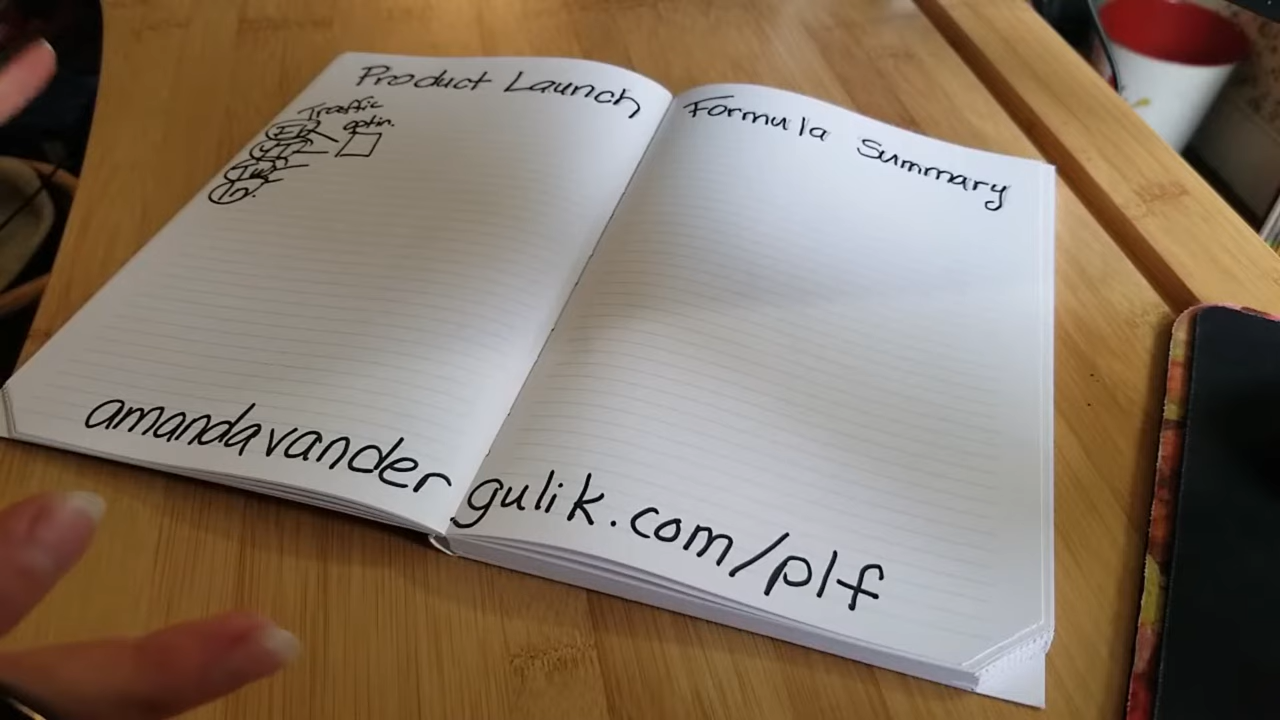 Product Launch Formula Summary
Traffic
optin.
amandavandergulik.com/plf